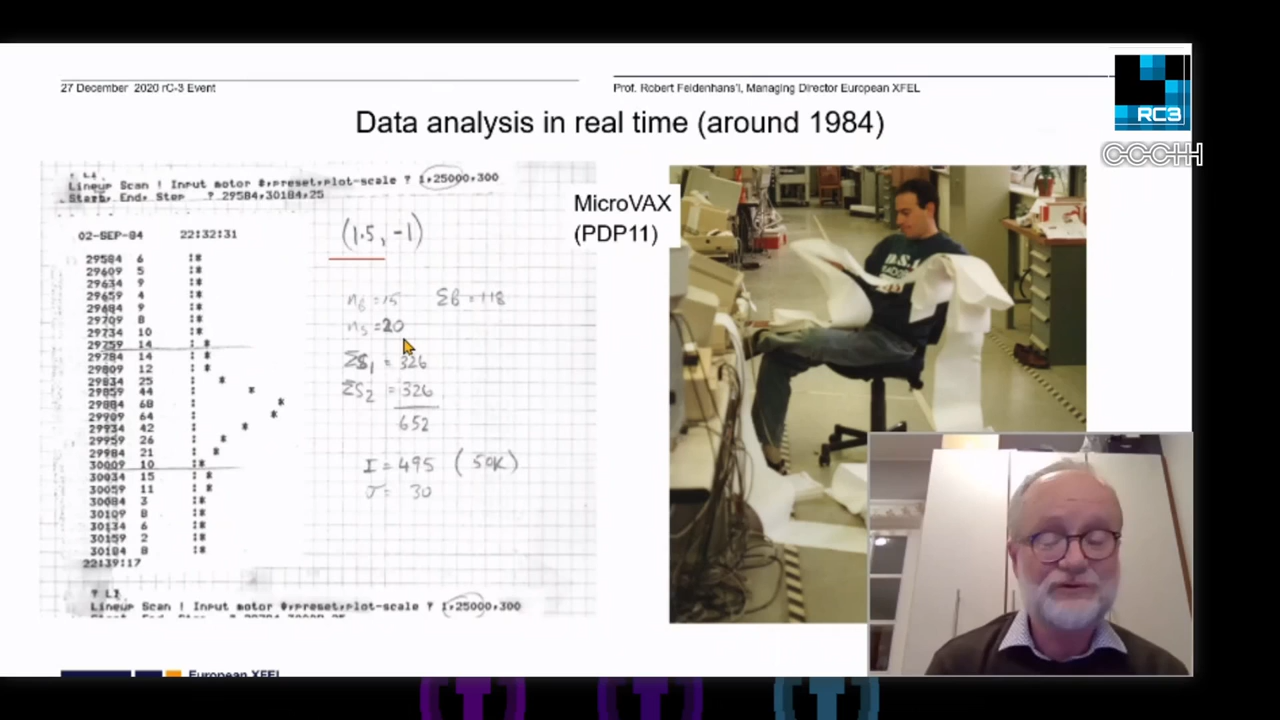 27 December 2020 rC-3 Event
Prof. Robert Feidenhans'l, Managing Director European XFEL
RC3
CCCHH
Data analysis in real time (around 1984)
MicroVAX
(PDP11)
? LI
Lineup Scan ! Input motor #,preset,plot-scale ? 1,25000,300
Start, End, Step ? 29584,30184,25
02-SEP-84 22:32:31
29584 6 :*
29609 5 :*
29634 9 :*
29659 4 :*
29684 9 :*
29709 8 :*
29734 10 :*
29759 14 : *
29784 14 : *
29809 12 : *
29834 25 : *
29859 44 : *
29884 68 : *
29909 64 : *
29934 42 : *
29959 26 : *
29984 21 : *
30009 10 :*
30034 15 : *
30059 11 : *
30084 3 :*
30109 8 :*
30134 6 :*
30159 2 :*
30184 8 :*
22:39:17
(1.5, -1)
n₆ = 15 Σβ = 118
nₛ = 20
ΣS₁ = 326
ΣS₂ = 326
652
I = 495 (50K)
σ = 30
? LI
Lineup Scan ! Input motor #,preset,plot-scale ? 1,25000,300
European XFEL